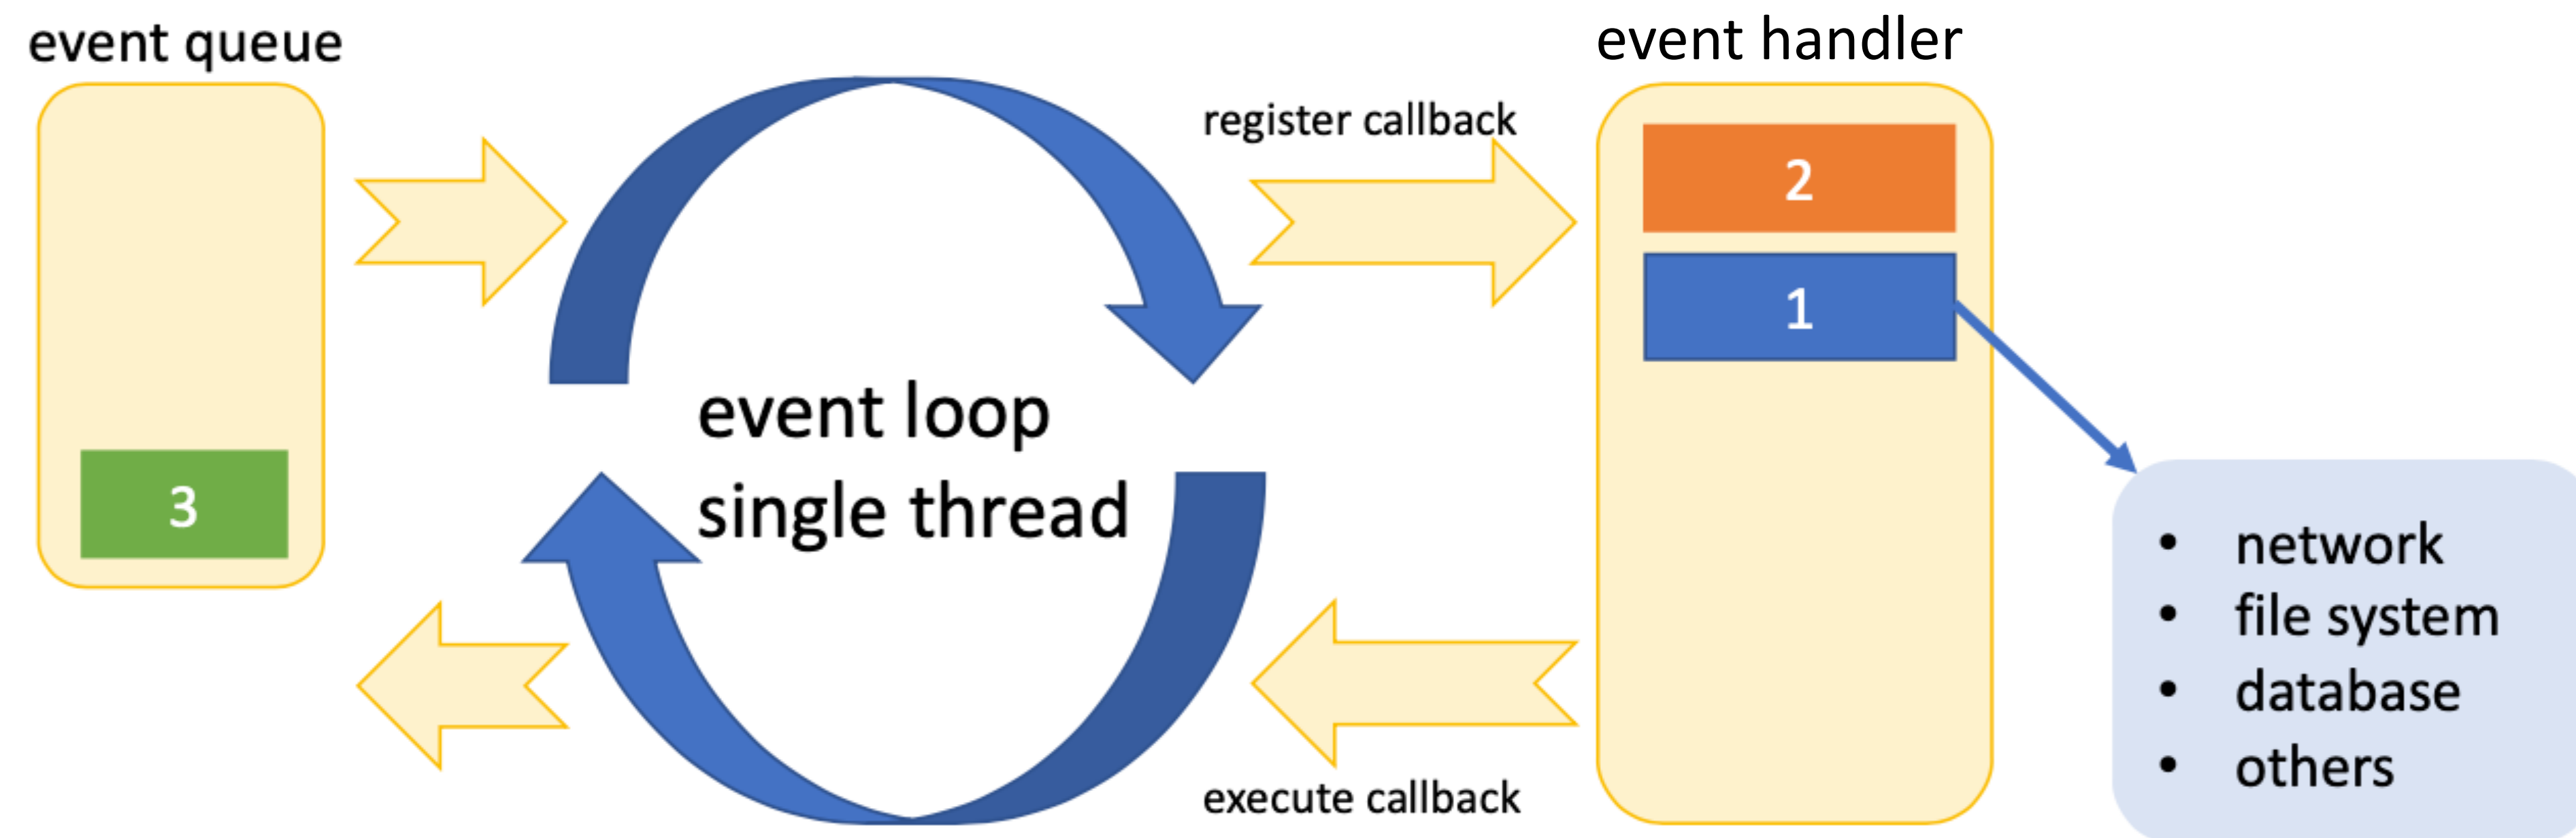 event queue
3
event loop
single thread
register callback
execute callback
event handler
2
1
• network
• file system
• database
• others